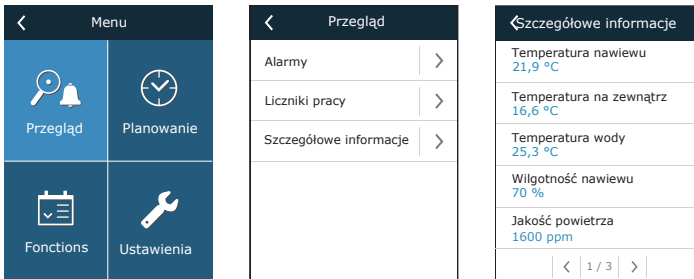 Menu
Przegląd
Planowanie
Fonctions
Ustawienia
Przegląd
Alarmy
Liczniki pracy
Szczegółowe informacje
Szczegółowe informacje
Temperatura nawiewu
21,9 °C
Temperatura na zewnątrz
16,6 °C
Temperatura wody
25,3 °C
Wilgotność nawiewu
70 %
Jakość powietrza
1600 ppm
1 / 3